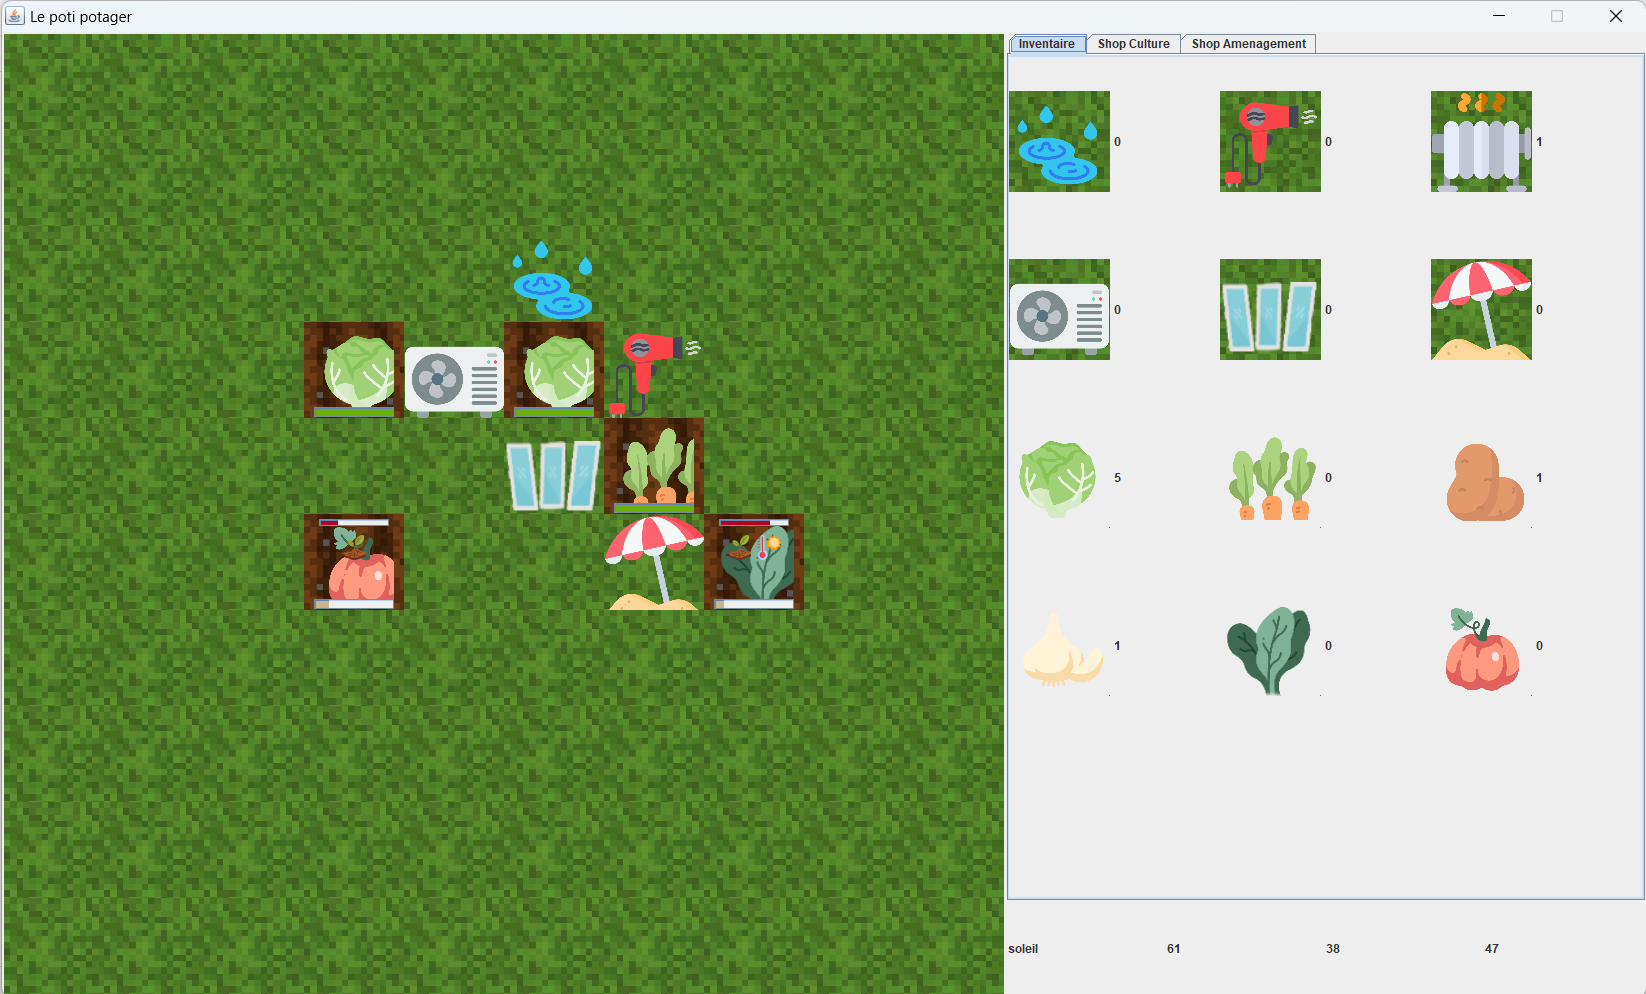 Le poti potager
Inventaire Shop Culture Shop Amenagement
0 0 1
0 0 0
5 0 1
1 0 0
soleil 61 38 47